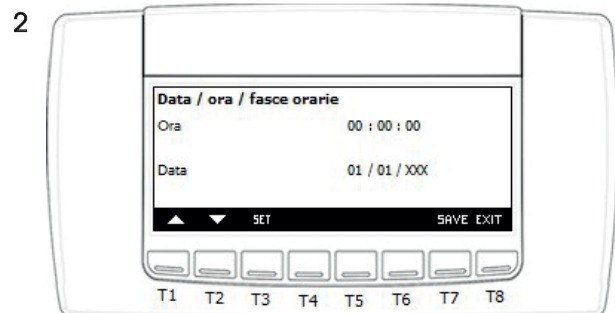 2
Data / ora / fasce orarie
Ora 00 : 00 : 00
Data 01 / 01 / XXX
SET SAVE EXIT
T1 T2 T3 T4 T5 T6 T7 T8